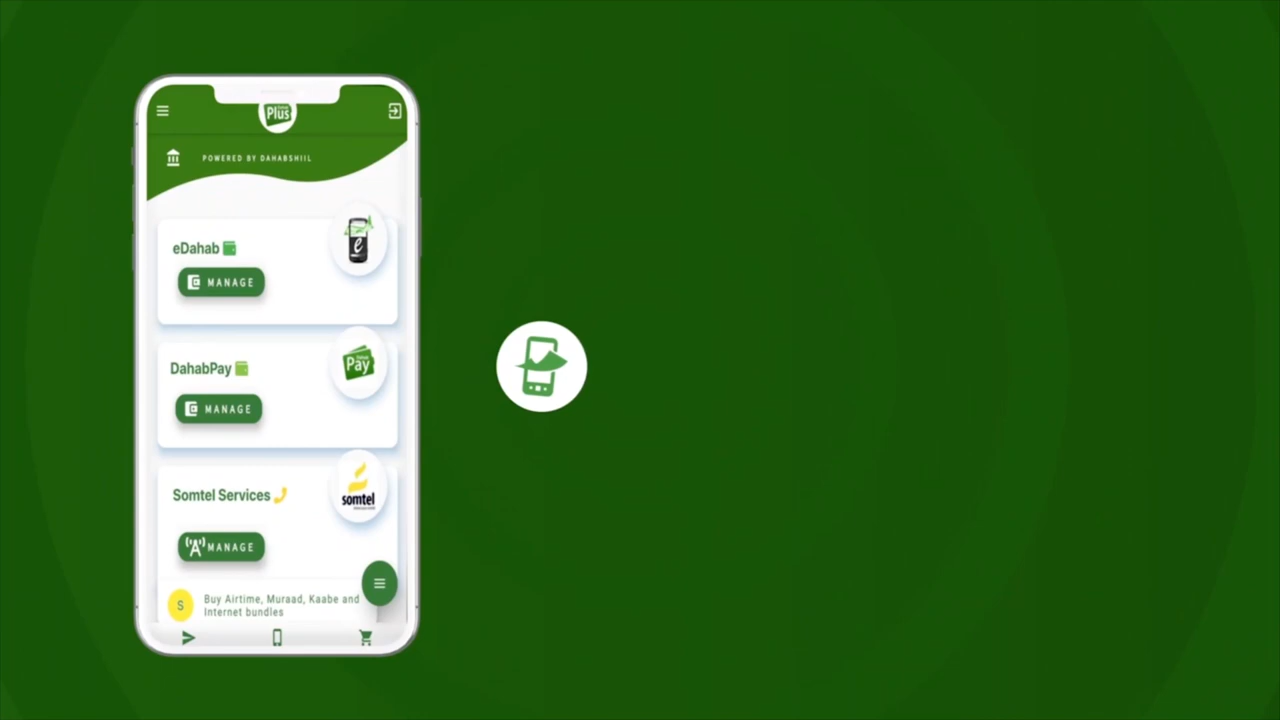 Plus
POWERED BY DAHABSHIIL
eDahab
e
MANAGE
DahabPay
Pay
MANAGE
Somtel Services
somtel
MANAGE
S
Buy Airtime, Muraad, Kaabe and
Internet bundles